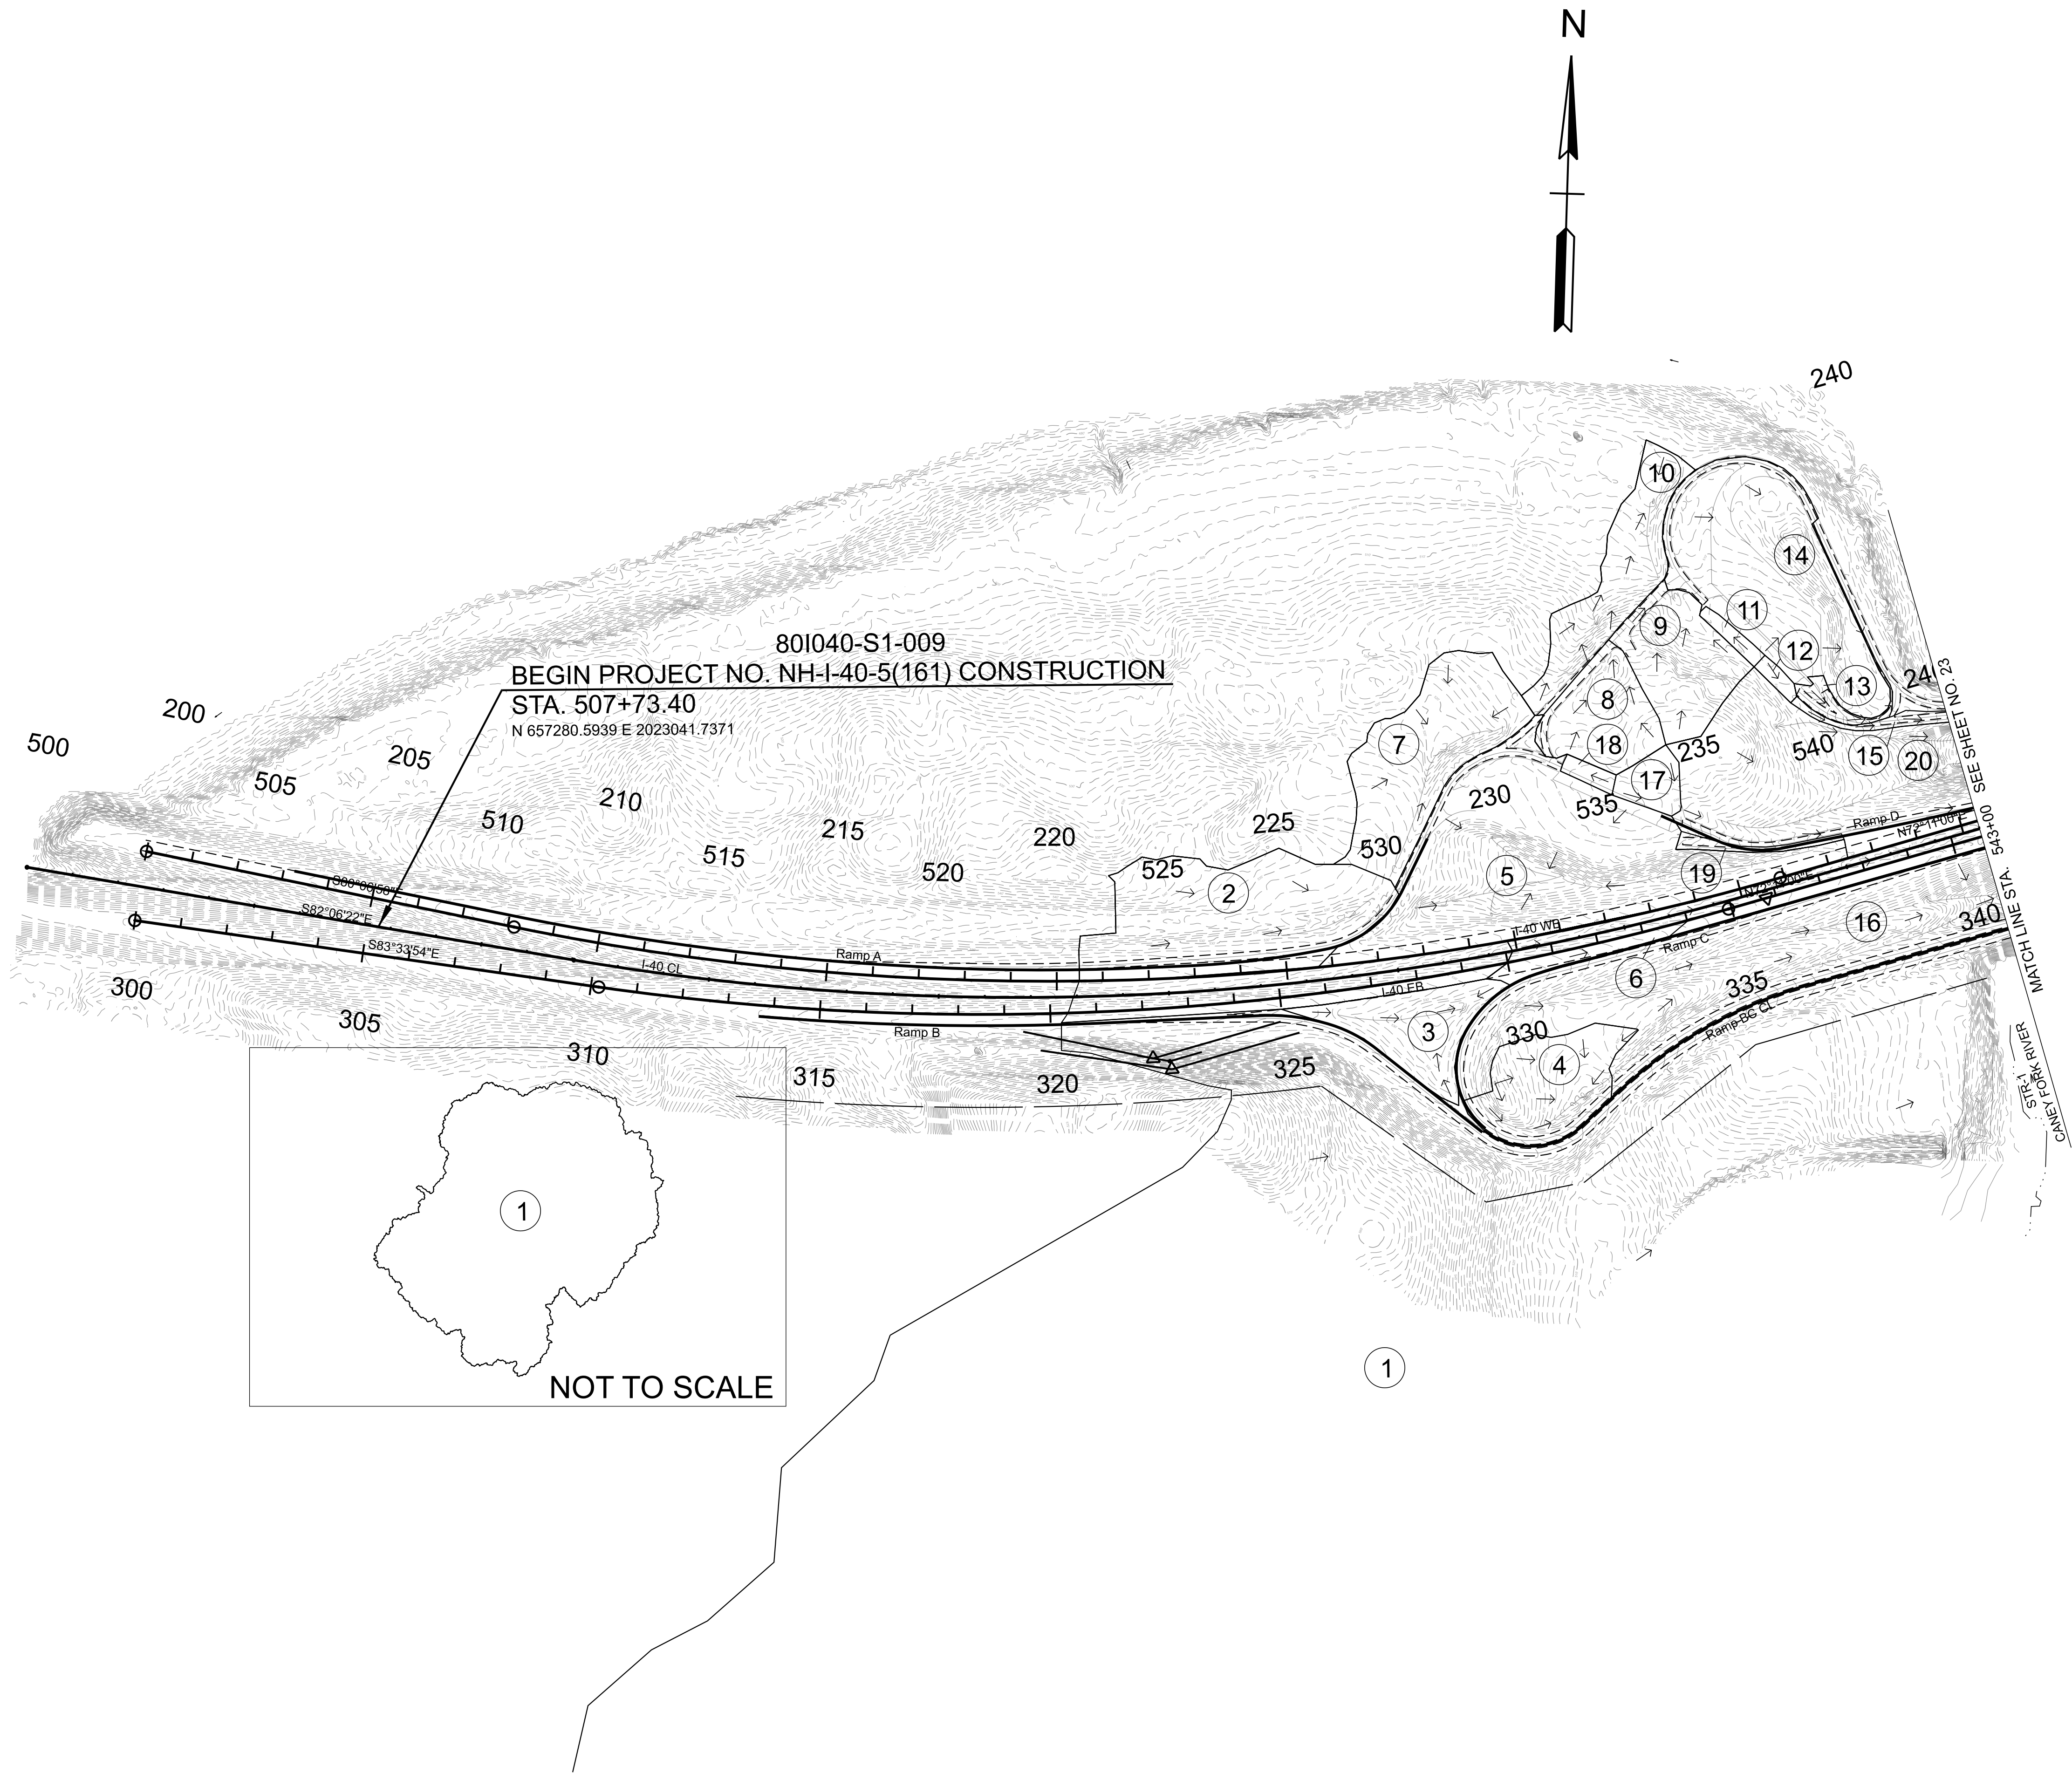 N
240
10
14
11
9
12
13
24
8
7
18
235
540
15
20
17
230
535
530
225
80I040-S1-009
BEGIN PROJECT NO. NH-I-40-5(161) CONSTRUCTION
STA. 507+73.40
N 657280.5939 E 2023041.7371
200
500
205
505
210
510
215
515
220
520
525
2
5
19
Ramp D
N72°11'00"E
16
340
I-40 WB
Ramp C
6
335
Ramp BC CL
S82°06'22"E
S83°33'54"E
Ramp A
I-40 CL
I-40 EB
Ramp B
3
330
4
300
305
310
315
320
325
MATCH LINE STA. 543+00 SEE SHEET NO. 23
STR-1
CANEY FORK RIVER
1
NOT TO SCALE
1